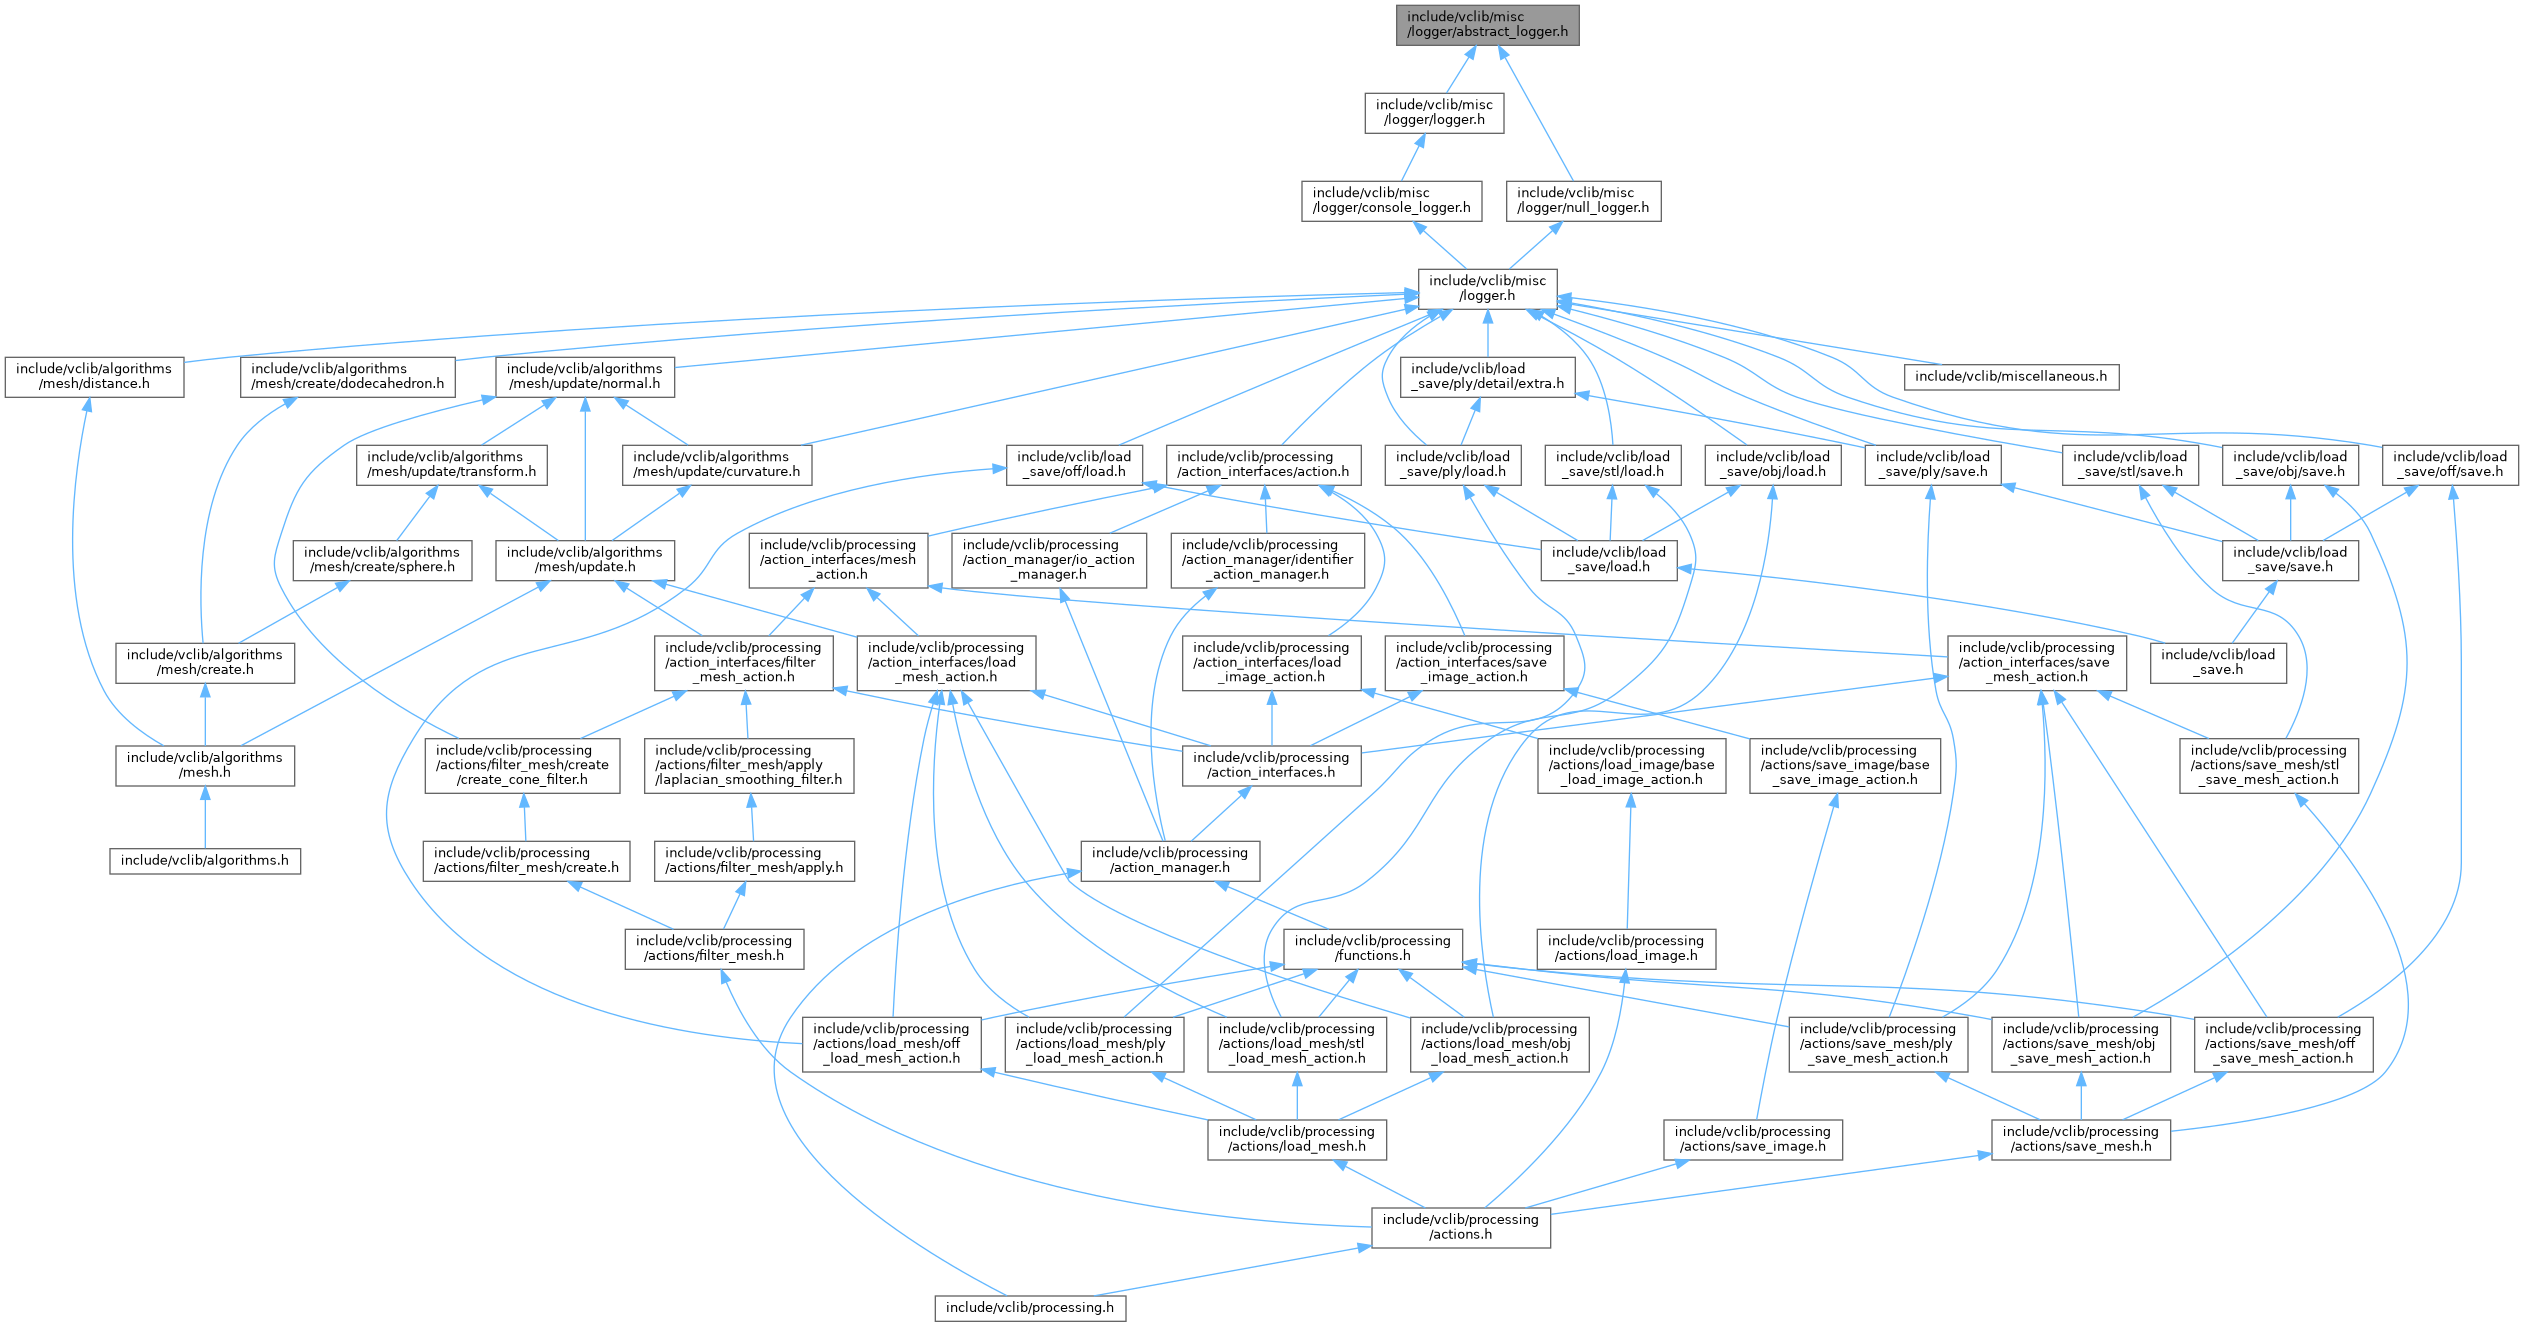 include/vclib/misc
/logger/abstract_logger.h
include/vclib/misc
/logger/logger.h
include/vclib/misc
/logger/console_logger.h
include/vclib/misc
/logger/null_logger.h
include/vclib/misc
/logger.h
include/vclib/algorithms
/mesh/distance.h
include/vclib/algorithms
/mesh/create/dodecahedron.h
include/vclib/algorithms
/mesh/update/normal.h
include/vclib/load
_save/ply/detail/extra.h
include/vclib/miscellaneous.h
include/vclib/algorithms
/mesh/update/transform.h
include/vclib/algorithms
/mesh/update/curvature.h
include/vclib/load
_save/off/load.h
include/vclib/processing
/action_interfaces/action.h
include/vclib/load
_save/ply/load.h
include/vclib/load
_save/stl/load.h
include/vclib/load
_save/obj/load.h
include/vclib/load
_save/ply/save.h
include/vclib/load
_save/stl/save.h
include/vclib/load
_save/obj/save.h
include/vclib/load
_save/off/save.h
include/vclib/algorithms
/mesh/create/sphere.h
include/vclib/algorithms
/mesh/update.h
include/vclib/processing
/action_interfaces/mesh
_action.h
include/vclib/processing
/action_manager/io_action
_manager.h
include/vclib/processing
/action_manager/identifier
_action_manager.h
include/vclib/load
_save/load.h
include/vclib/load
_save/save.h
include/vclib/algorithms
/mesh/create.h
include/vclib/processing
/action_interfaces/filter
_mesh_action.h
include/vclib/processing
/action_interfaces/load
_mesh_action.h
include/vclib/processing
/action_interfaces/load
_image_action.h
include/vclib/processing
/action_interfaces/save
_image_action.h
include/vclib/processing
/action_interfaces/save
_mesh_action.h
include/vclib/load
_save.h
include/vclib/algorithms
/mesh.h
include/vclib/processing
/actions/filter_mesh/create
/create_cone_filter.h
include/vclib/processing
/actions/filter_mesh/apply
/laplacian_smoothing_filter.h
include/vclib/processing
/action_interfaces.h
include/vclib/processing
/actions/load_image/base
_load_image_action.h
include/vclib/processing
/actions/save_image/base
_save_image_action.h
include/vclib/processing
/actions/save_mesh/stl
_save_mesh_action.h
include/vclib/algorithms.h
include/vclib/processing
/actions/filter_mesh/create.h
include/vclib/processing
/actions/filter_mesh/apply.h
include/vclib/processing
/action_manager.h
include/vclib/processing
/actions/filter_mesh.h
include/vclib/processing
/functions.h
include/vclib/processing
/actions/load_image.h
include/vclib/processing
/actions/load_mesh/off
_load_mesh_action.h
include/vclib/processing
/actions/load_mesh/ply
_load_mesh_action.h
include/vclib/processing
/actions/load_mesh/stl
_load_mesh_action.h
include/vclib/processing
/actions/load_mesh/obj
_load_mesh_action.h
include/vclib/processing
/actions/save_mesh/ply
_save_mesh_action.h
include/vclib/processing
/actions/save_mesh/obj
_save_mesh_action.h
include/vclib/processing
/actions/save_mesh/off
_save_mesh_action.h
include/vclib/processing
/actions/load_mesh.h
include/vclib/processing
/actions/save_image.h
include/vclib/processing
/actions/save_mesh.h
include/vclib/processing
/actions.h
include/vclib/processing.h